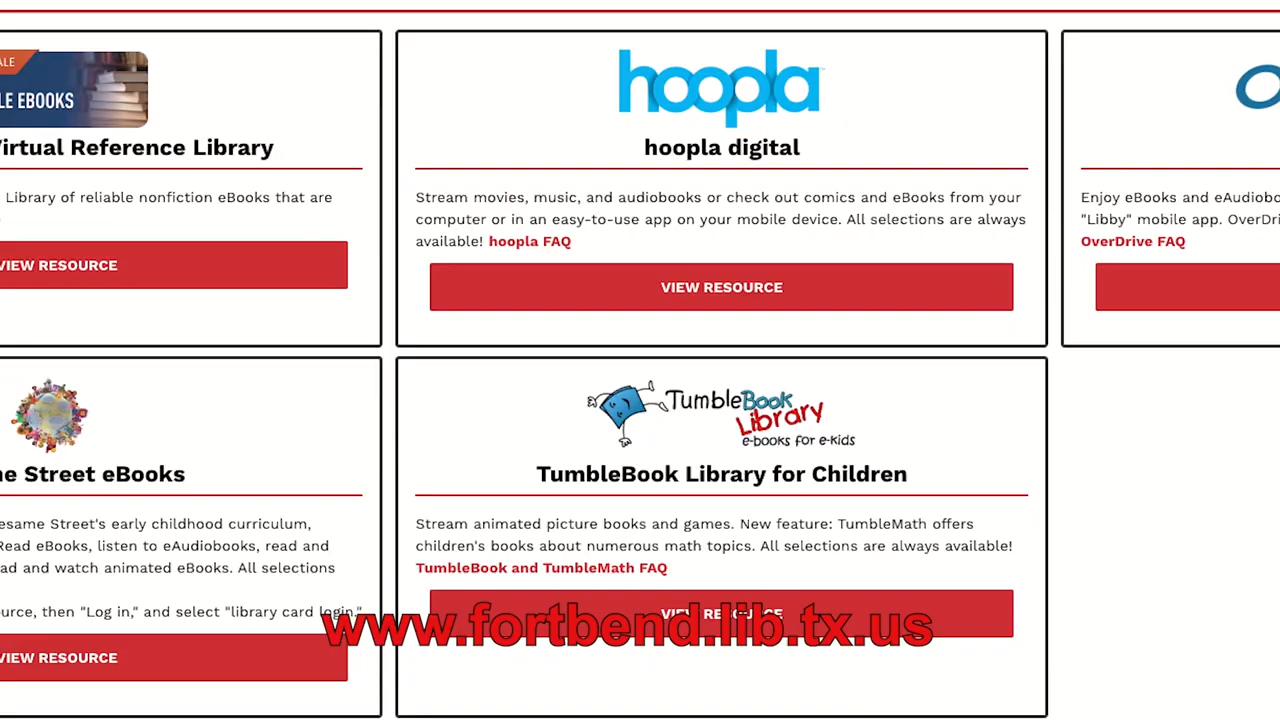 ALE
LE EBOOKS
Virtual Reference Library
Library of reliable nonfiction eBooks that are
VIEW RESOURCE
hoopla
hoopla digital
Stream movies, music, and audiobooks or check out comics and eBooks from your
computer or in an easy-to-use app on your mobile device. All selections are always
available! hoopla FAQ
VIEW RESOURCE
Enjoy eBooks and eAudiobo
"Libby" mobile app. OverDri
OverDrive FAQ
ne Street eBooks
esame Street's early childhood curriculum,
Read eBooks, listen to eAudiobooks, read and
ad and watch animated eBooks. All selections
urce, then "Log in," and select "library card login."
VIEW RESOURCE
TumbleBook
Library
e-books for e-kids
TumbleBook Library for Children
Stream animated picture books and games. New feature: TumbleMath offers
children's books about numerous math topics. All selections are always available!
TumbleBook and TumbleMath FAQ
VIEW RESOURCE
www.fortbend.lib.tx.us